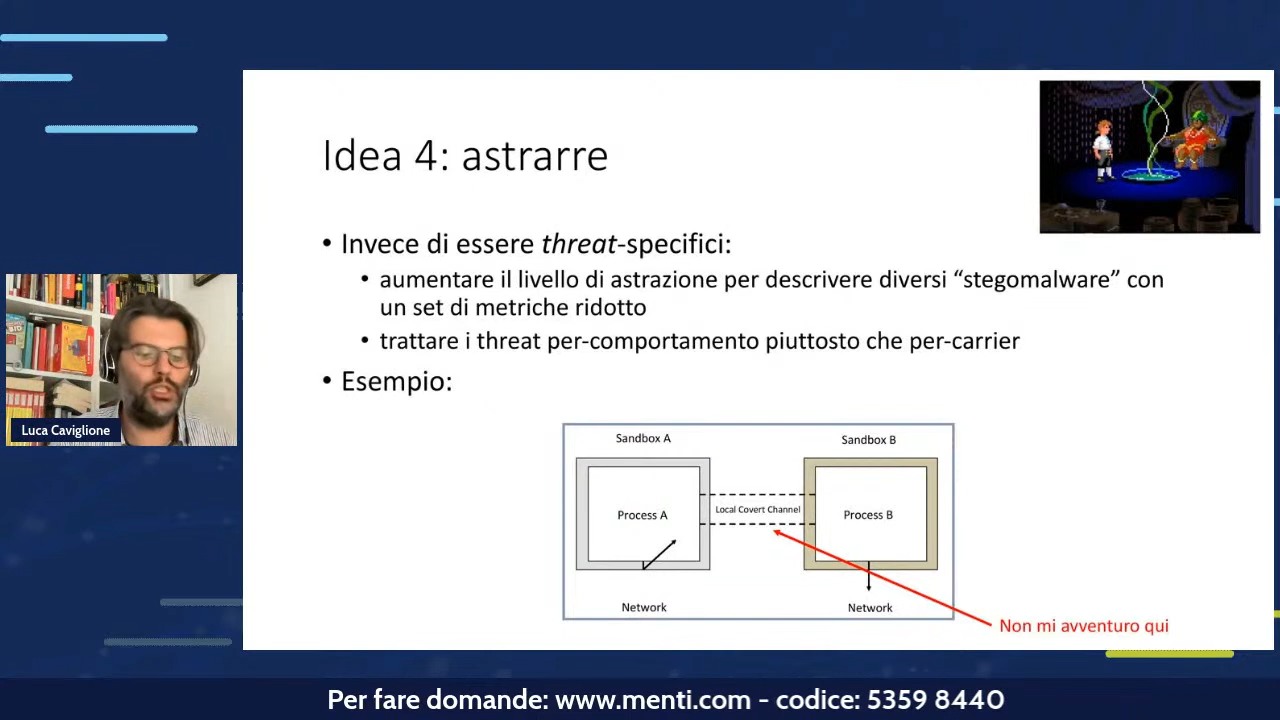 Idea 4: astrarre
• Invece di essere threat-specifici:
• aumentare il livello di astrazione per descrivere diversi “stegomalware” con
un set di metriche ridotto
• trattare i threat per-comportamento piuttosto che per-carrier
• Esempio:
Luca Caviglione
Sandbox A
Sandbox B
Process A
Local Covert Channel
Process B
Network
Network
Non mi avventuro qui
Per fare domande: www.menti.com - codice: 5359 8440